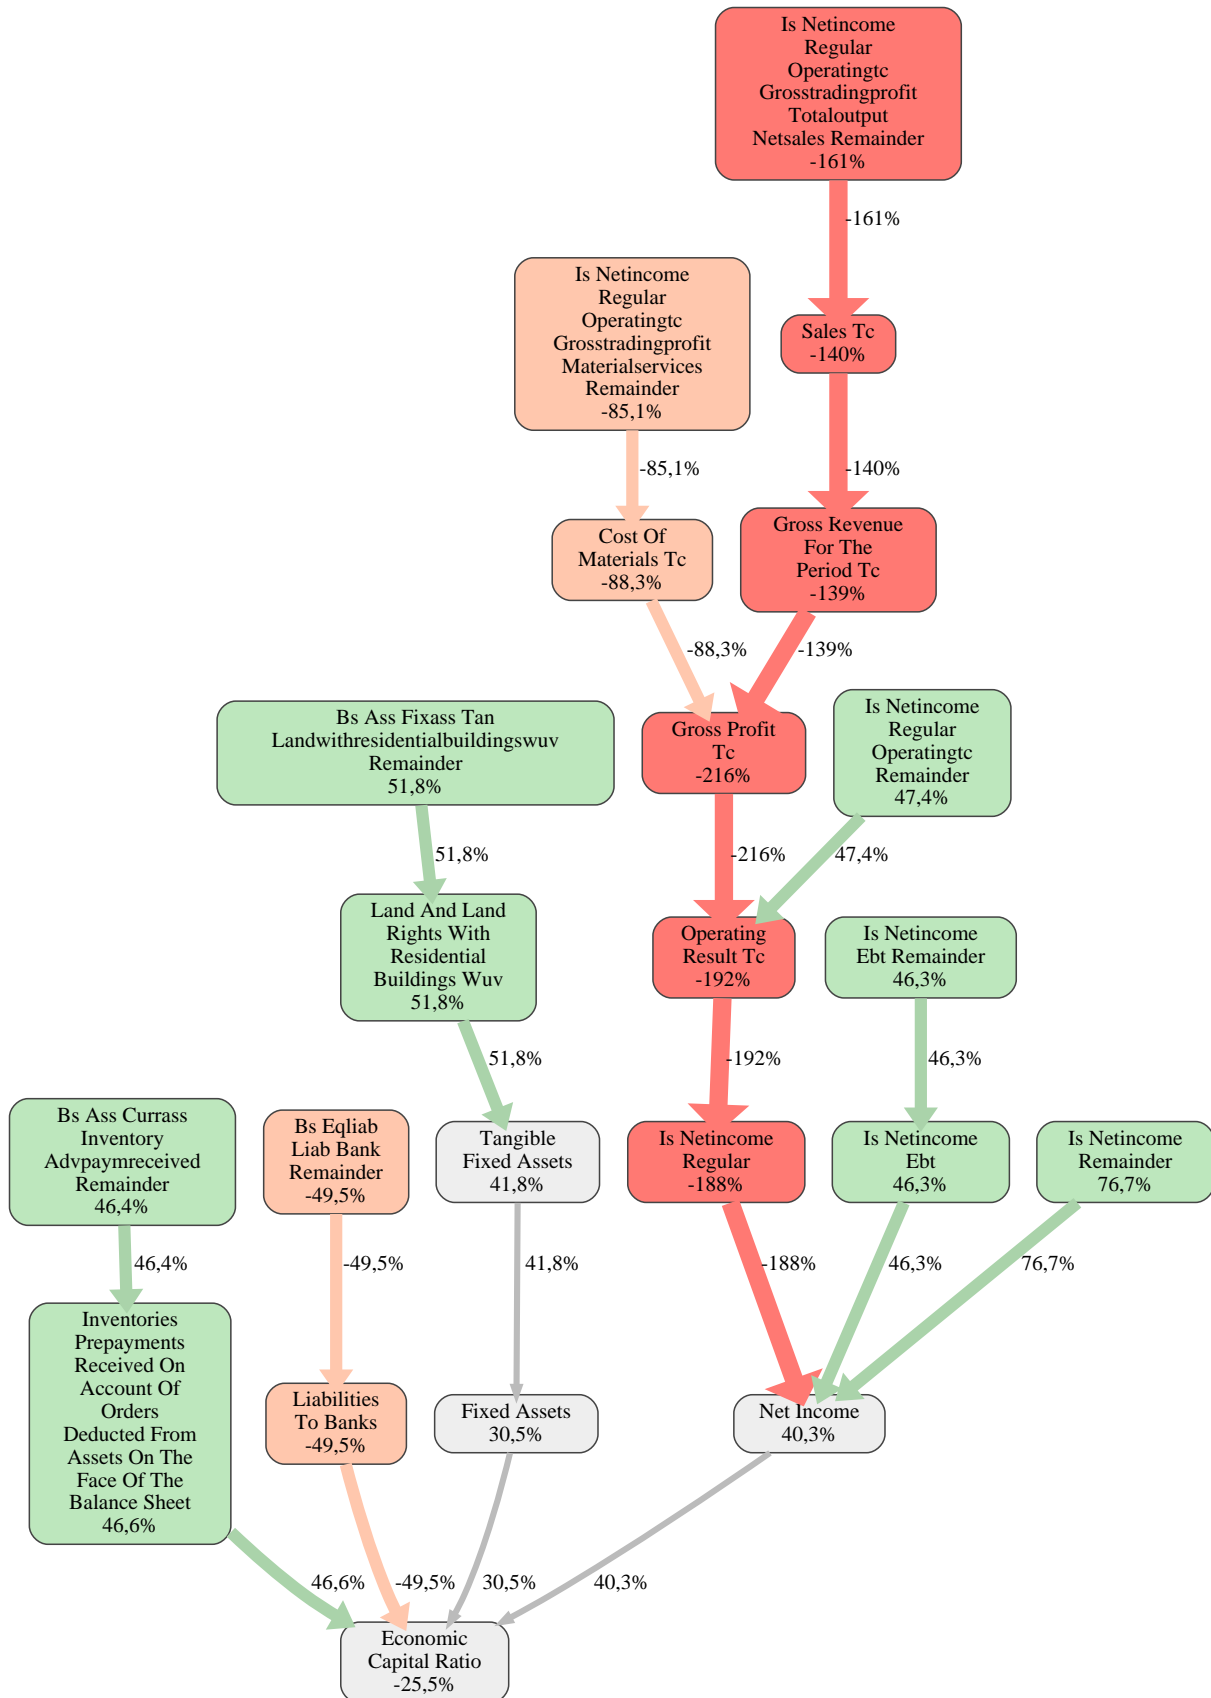 Is Netincome
Regular
Operatingtc
Grosstradingprofit
Totaloutput
Netsales Remainder
-161%
-161%
Is Netincome
Regular
Operatingtc
Grosstradingprofit
Materialservices
Remainder
-85,1%
Sales Tc
-140%
-85,1%
-140%
Cost Of
Materials Tc
-88,3%
Gross Revenue
For The
Period Tc
-139%
-88,3%
-139%
Bs Ass Fixass Tan
Landwithresidentialbuildingswuv
Remainder
51,8%
Gross Profit
Tc
-216%
Is Netincome
Regular
Operatingtc
Remainder
47,4%
51,8%
-216%
47,4%
Land And Land
Rights With
Residential
Buildings Wuv
51,8%
Operating
Result Tc
-192%
Is Netincome
Ebt Remainder
46,3%
51,8%
-192%
46,3%
Bs Ass Currass
Inventory
Advpaymreceived
Remainder
46,4%
Bs Eqliab
Liab Bank
Remainder
-49,5%
Tangible
Fixed Assets
41,8%
Is Netincome
Regular
-188%
Is Netincome
Ebt
46,3%
Is Netincome
Remainder
76,7%
46,4%
-49,5%
41,8%
-188%
46,3%
76,7%
Inventories
Prepayments
Received On
Account Of
Orders
Deducted From
Assets On The
Face Of The
Balance Sheet
46,6%
Liabilities
To Banks
-49,5%
Fixed Assets
30,5%
Net Income
40,3%
46,6%
-49,5%
30,5%
40,3%
Economic
Capital Ratio
-25,5%